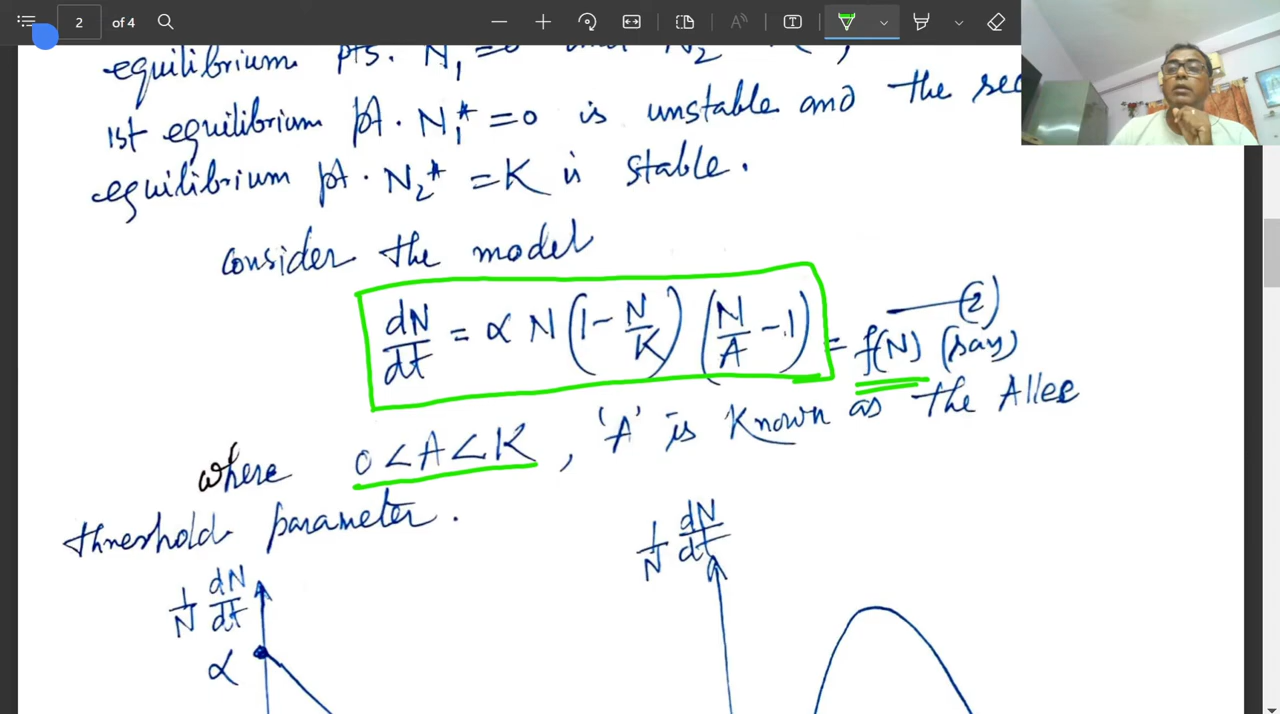 2 of 4
equilibrium pts. N₁ = 0 and N₂
1st equilibrium pt. N₁* = 0 is unstable and the sec
equilibrium pt. N₂* = K is stable.
consider the model
dN/dt = α N (1 - N/K) (N/A - 1) = f(N) (say) — (2)
where 0 < A < K, 'A' is known as the Allee
threshold parameter.
1/N dN/dt
1/N dN/dt
α